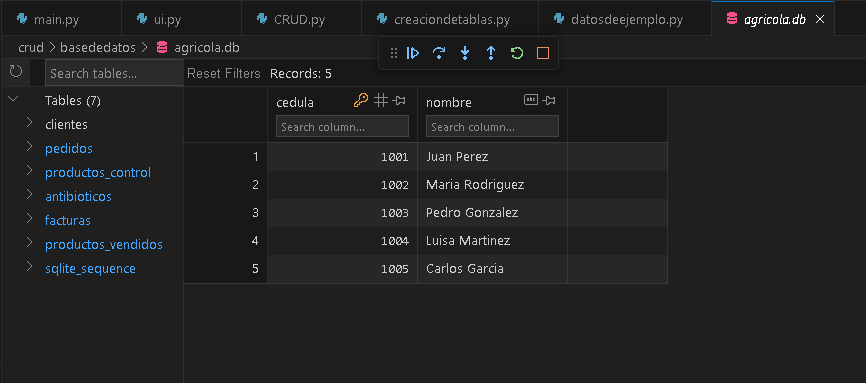 main.py ui.py CRUD.py creaciondetablas.py datosdeejemplo.py agricola.db
crud > basededatos > agricola.db
Search tables... Reset Filters Records: 5
Tables (7)
clientes
pedidos
productos_control
antibioticos
facturas
productos_vendidos
sqlite_sequence
cedula nombre
Search column... Search column...
1 1001 Juan Perez
2 1002 Maria Rodriguez
3 1003 Pedro Gonzalez
4 1004 Luisa Martinez
5 1005 Carlos Garcia